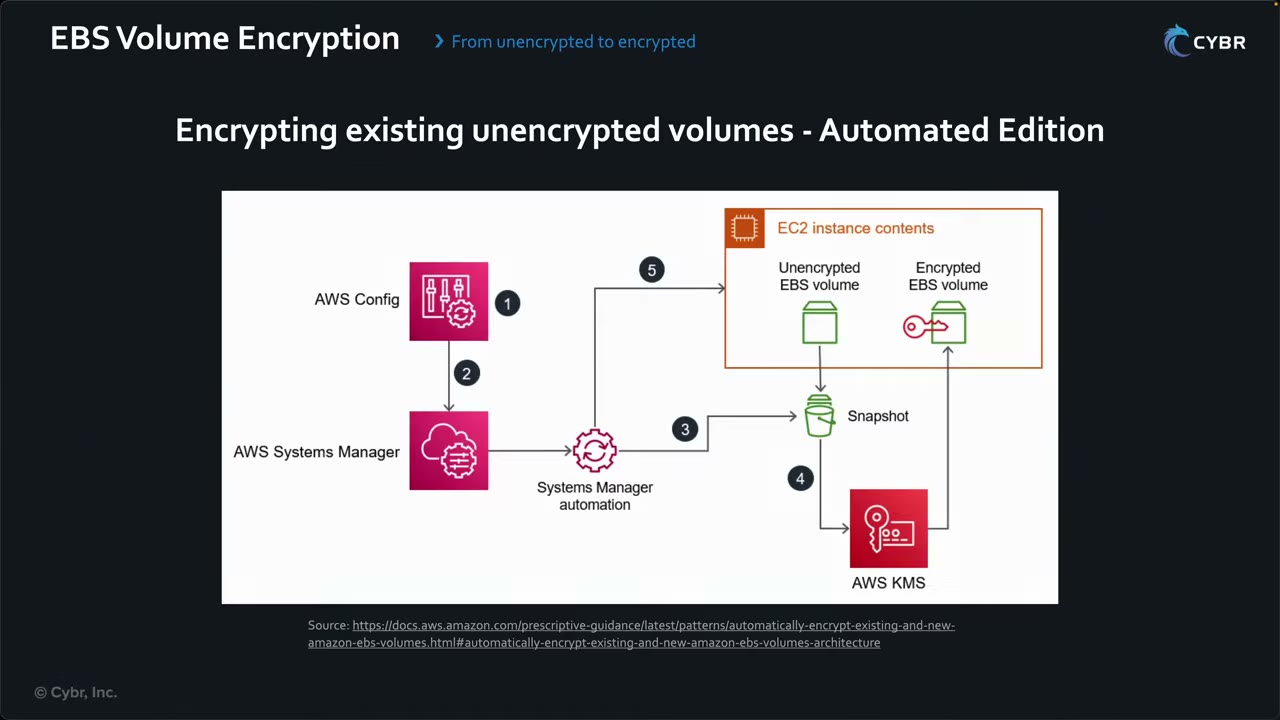 EBS Volume Encryption
❯ From unencrypted to encrypted
CYBR
Encrypting existing unencrypted volumes - Automated Edition
EC2 instance contents
Unencrypted
EBS volume
Encrypted
EBS volume
5
AWS Config
1
2
AWS Systems Manager
Systems Manager
automation
3
Snapshot
4
AWS KMS
Source: https://docs.aws.amazon.com/prescriptive-guidance/latest/patterns/automatically-encrypt-existing-and-new-
amazon-ebs-volumes.html#automatically-encrypt-existing-and-new-amazon-ebs-volumes-architecture
© Cybr, Inc.